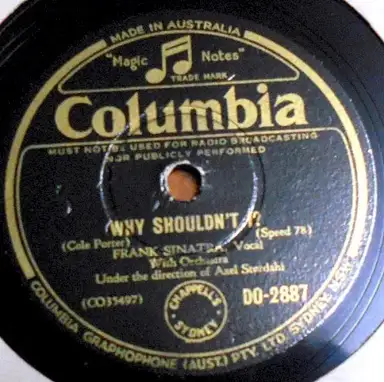 MADE IN AUSTRALIA
"Magic Notes"
TRADE MARK
Columbia
MUST NOT BE USED FOR RADIO BROADCASTING
OR PUBLICLY PERFORMED
WHY SHOULDN'T I?
(Cole Porter) (Speed 78)
FRANK SINATRA, Vocal
With Orchestra
Under the direction of Axel Stordahl
(CO35497) CHAPPELLS SYDNEY DO-2887
COLUMBIA GRAPHOPHONE (AUST.) PTY. LTD. SYDNEY. NSW.